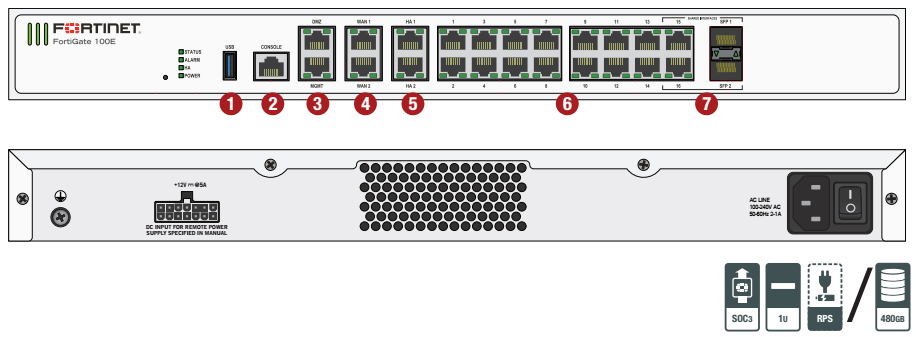 FORTINET
FortiGate 100E
STATUS
ALARM
HA
POWER
USB
CONSOLE
DMZ
WAN 1
HA 1
1
3
5
7
9
11
13
15
SHARED INTERFACES
SFP 1
MGMT
WAN 2
HA 2
2
4
6
8
10
12
14
16
SFP 2
1
2
3
4
5
6
7
+12V ⎓ @5A
DC INPUT FOR REMOTE POWER
SUPPLY SPECIFIED IN MANUAL
AC LINE
100-240V AC
50-60Hz 2-1A
SOC3
1U
RPS
480GB